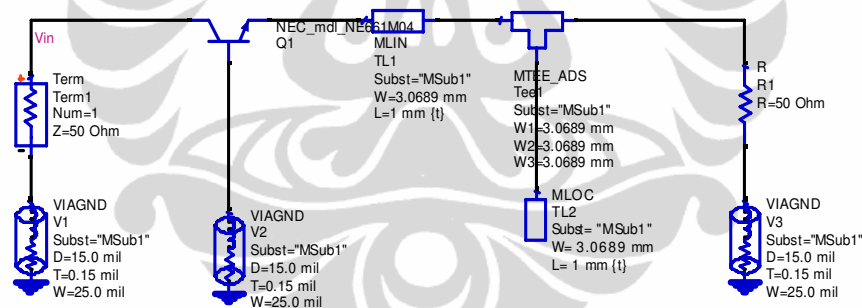 Vin
NEC_mdl_NE661M04
Q1
MLIN
TL1
Subst="MSub1"
W=3.0689 mm
L=1 mm {t}
MTEE_ADS
Tee1
Subst="MSub1"
W1=3.0689 mm
W2=3.0689 mm
W3=3.0689 mm
R
R1
R=50 Ohm
Term
Term1
Num=1
Z=50 Ohm
VIAGND
V1
Subst="MSub1"
D=15.0 mil
T=0.15 mil
W=25.0 mil
VIAGND
V2
Subst="MSub1"
D=15.0 mil
T=0.15 mil
W=25.0 mil
MLOC
TL2
Subst= "MSub1"
W= 3.0689 mm
L= 1 mm {t}
VIAGND
V3
Subst="MSub1"
D=15.0 mil
T=0.15 mil
W=25.0 mil